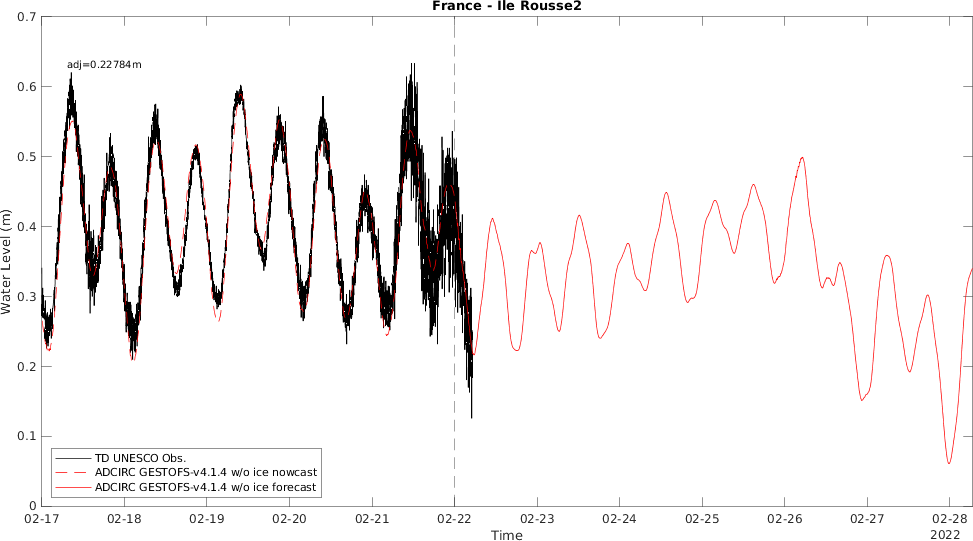 France - Ile Rousse2
0.7
adj=0.22784m
0.6
0.5
0.4
Water Level (m)
0.3
0.2
0.1
TD UNESCO Obs.
ADCIRC GESTOFS-v4.1.4 w/o ice nowcast
ADCIRC GESTOFS-v4.1.4 w/o ice forecast
0
02-17 02-18 02-19 02-20 02-21 02-22 02-23 02-24 02-25 02-26 02-27 02-28
Time 2022